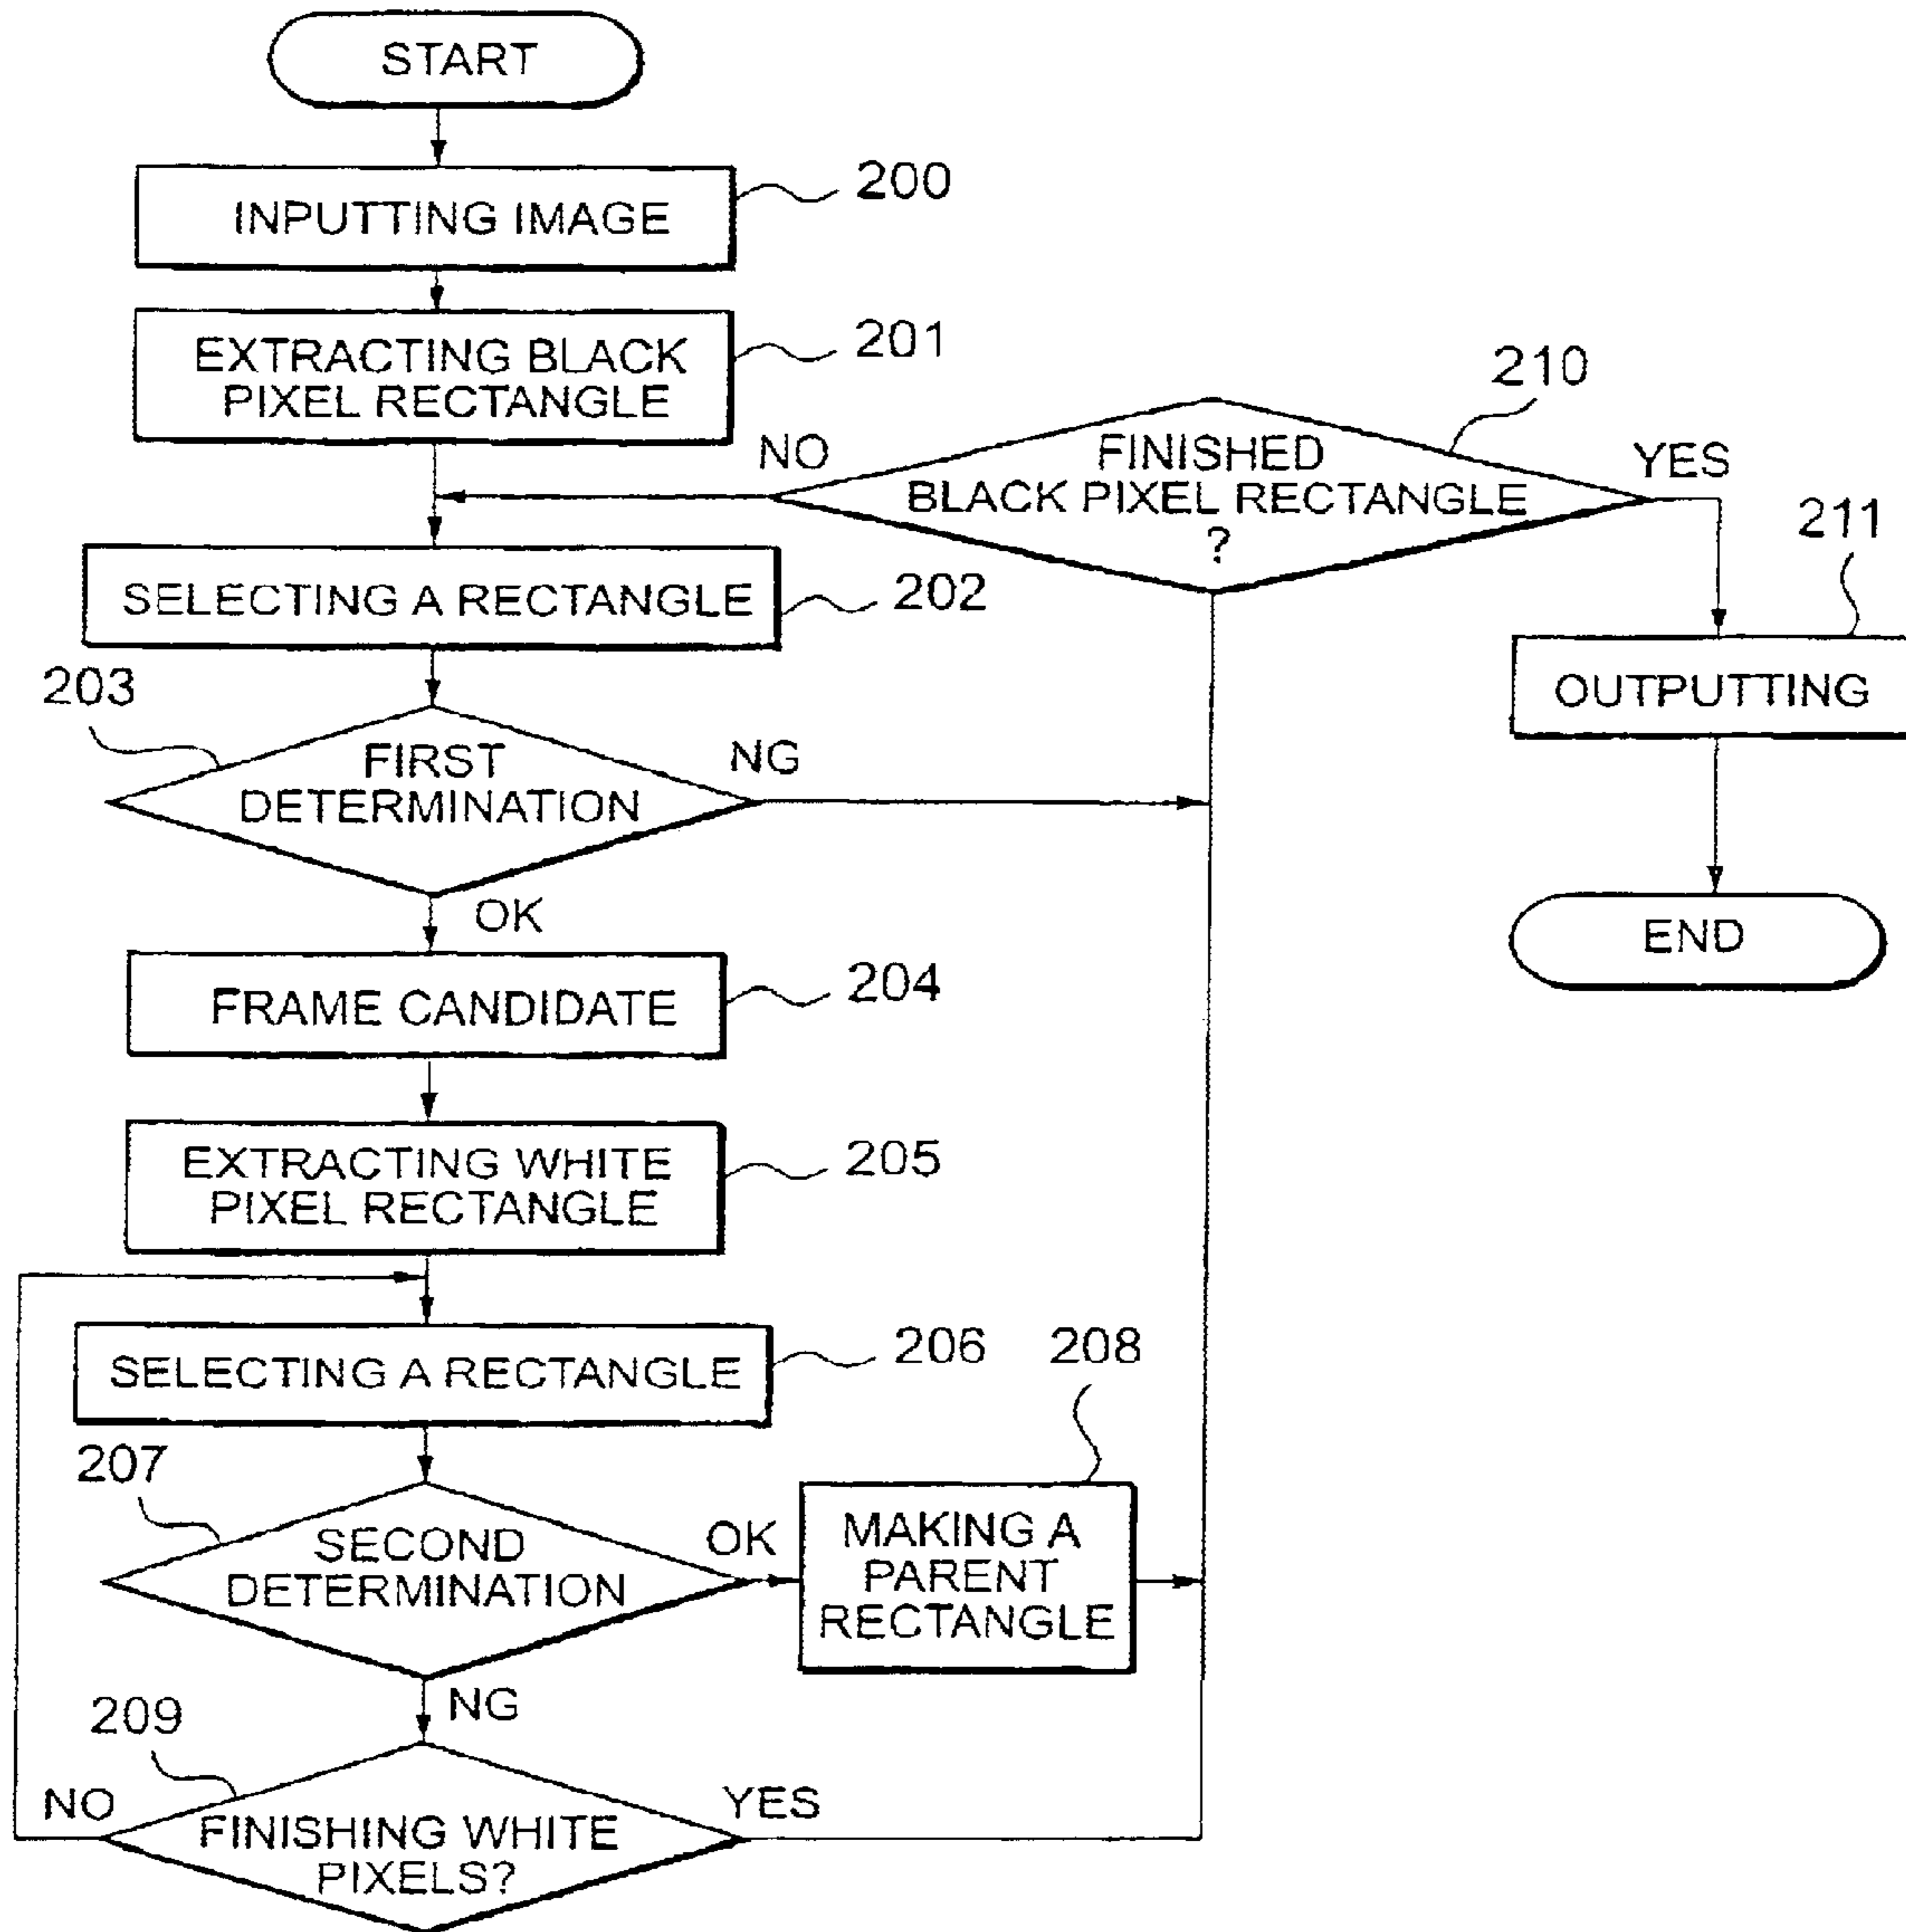 START
INPUTTING IMAGE
200
EXTRACTING BLACK
PIXEL RECTANGLE
201
210
NO
FINISHED
BLACK PIXEL RECTANGLE
?
YES
211
SELECTING A RECTANGLE
202
OUTPUTTING
203
FIRST
DETERMINATION
NG
OK
END
FRAME CANDIDATE
204
EXTRACTING WHITE
PIXEL RECTANGLE
205
SELECTING A RECTANGLE
206
208
207
SECOND
DETERMINATION
OK
MAKING A
PARENT
RECTANGLE
NG
209
NO
FINISHING WHITE
PIXELS?
YES